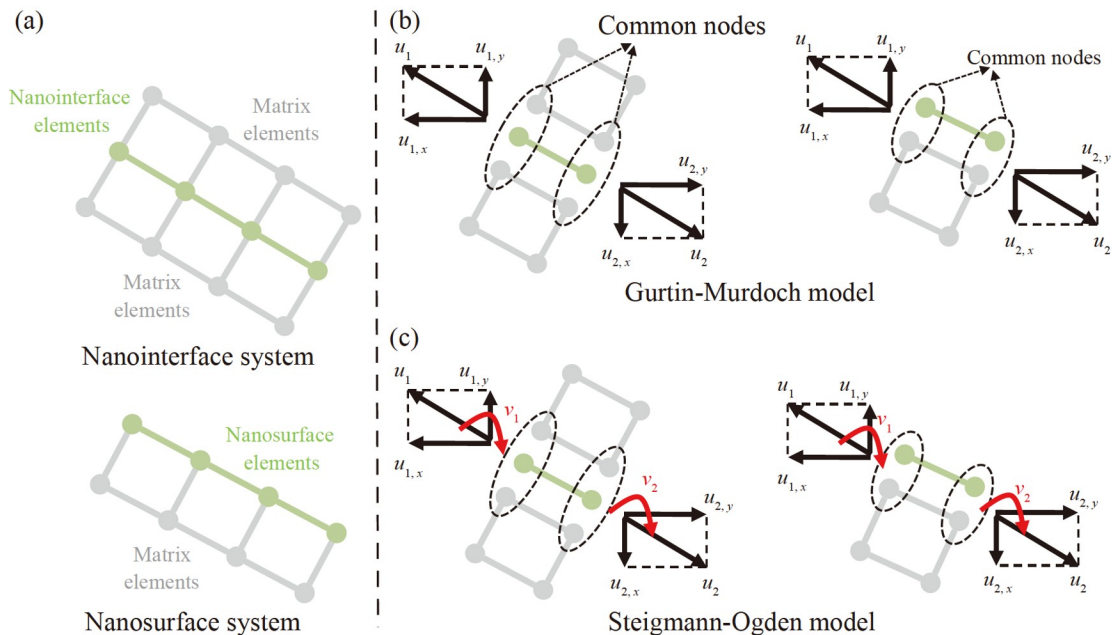 (a)
Nanointerface
elements
Matrix
elements
Matrix
elements
Nanointerface system
Nanosurface
elements
Matrix
elements
Nanosurface system
(b)
Common nodes
u1
u1, y
u1, x
u2, y
u2, x
u2
u1
u1, y
Common nodes
u1, x
u2, y
u2, x
u2
Gurtin-Murdoch model
(c)
u1
u1, y
v1
u1, x
v2
u2, y
u2, x
u2
u1
u1, y
v1
u1, x
v2
u2, y
u2, x
u2
Steigmann-Ogden model